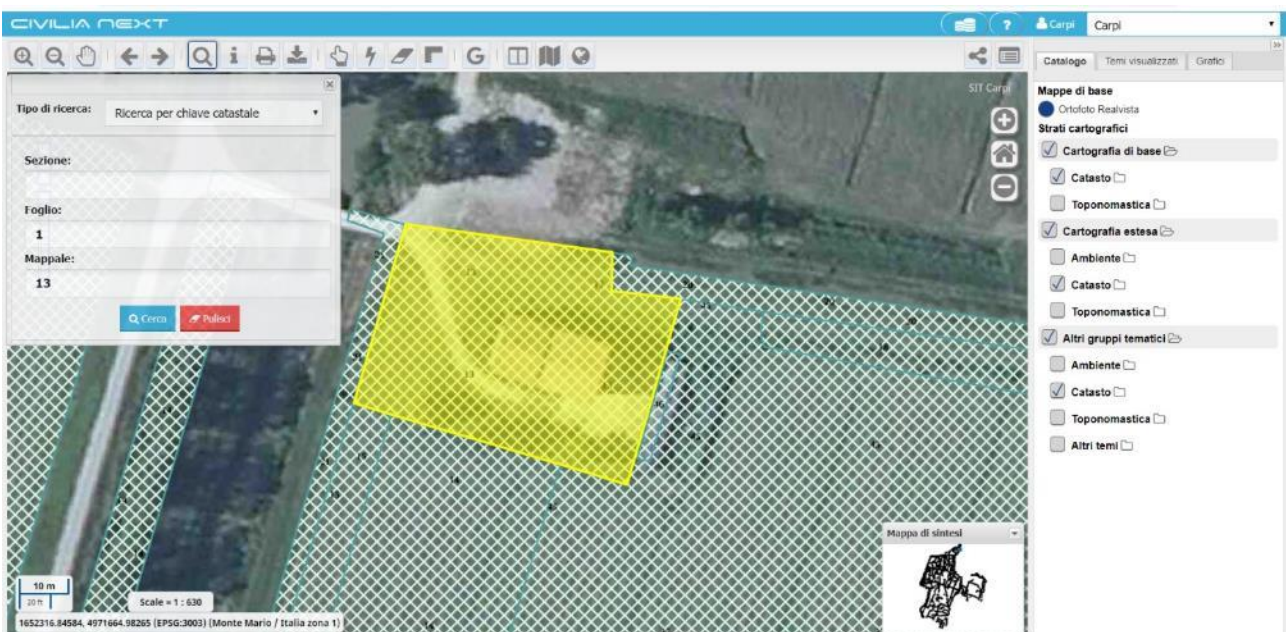 CIVILIA NEXT
?
Carpi
Carpi
i
G
Tipo di ricerca:
Ricerca per chiave catastale
Sezione:
Foglio:
1
Mappale:
13
Cerca
Pulisci
SIT Carpi
Catalogo
Temi visualizzati
Grafici
Mappe di base
Ortofoto Realvista
Strati cartografici
Cartografia di base
Catasto
Toponomastica
Cartografia estesa
Ambiente
Catasto
Toponomastica
Altri gruppi tematici
Ambiente
Catasto
Toponomastica
Altri temi
13
14
46
Mappa di sintesi
10 m
20 ft
Scale = 1 : 630
1652316.84584, 4971664.98265 (EPSG:3003) (Monte Mario / Italia zona 1)